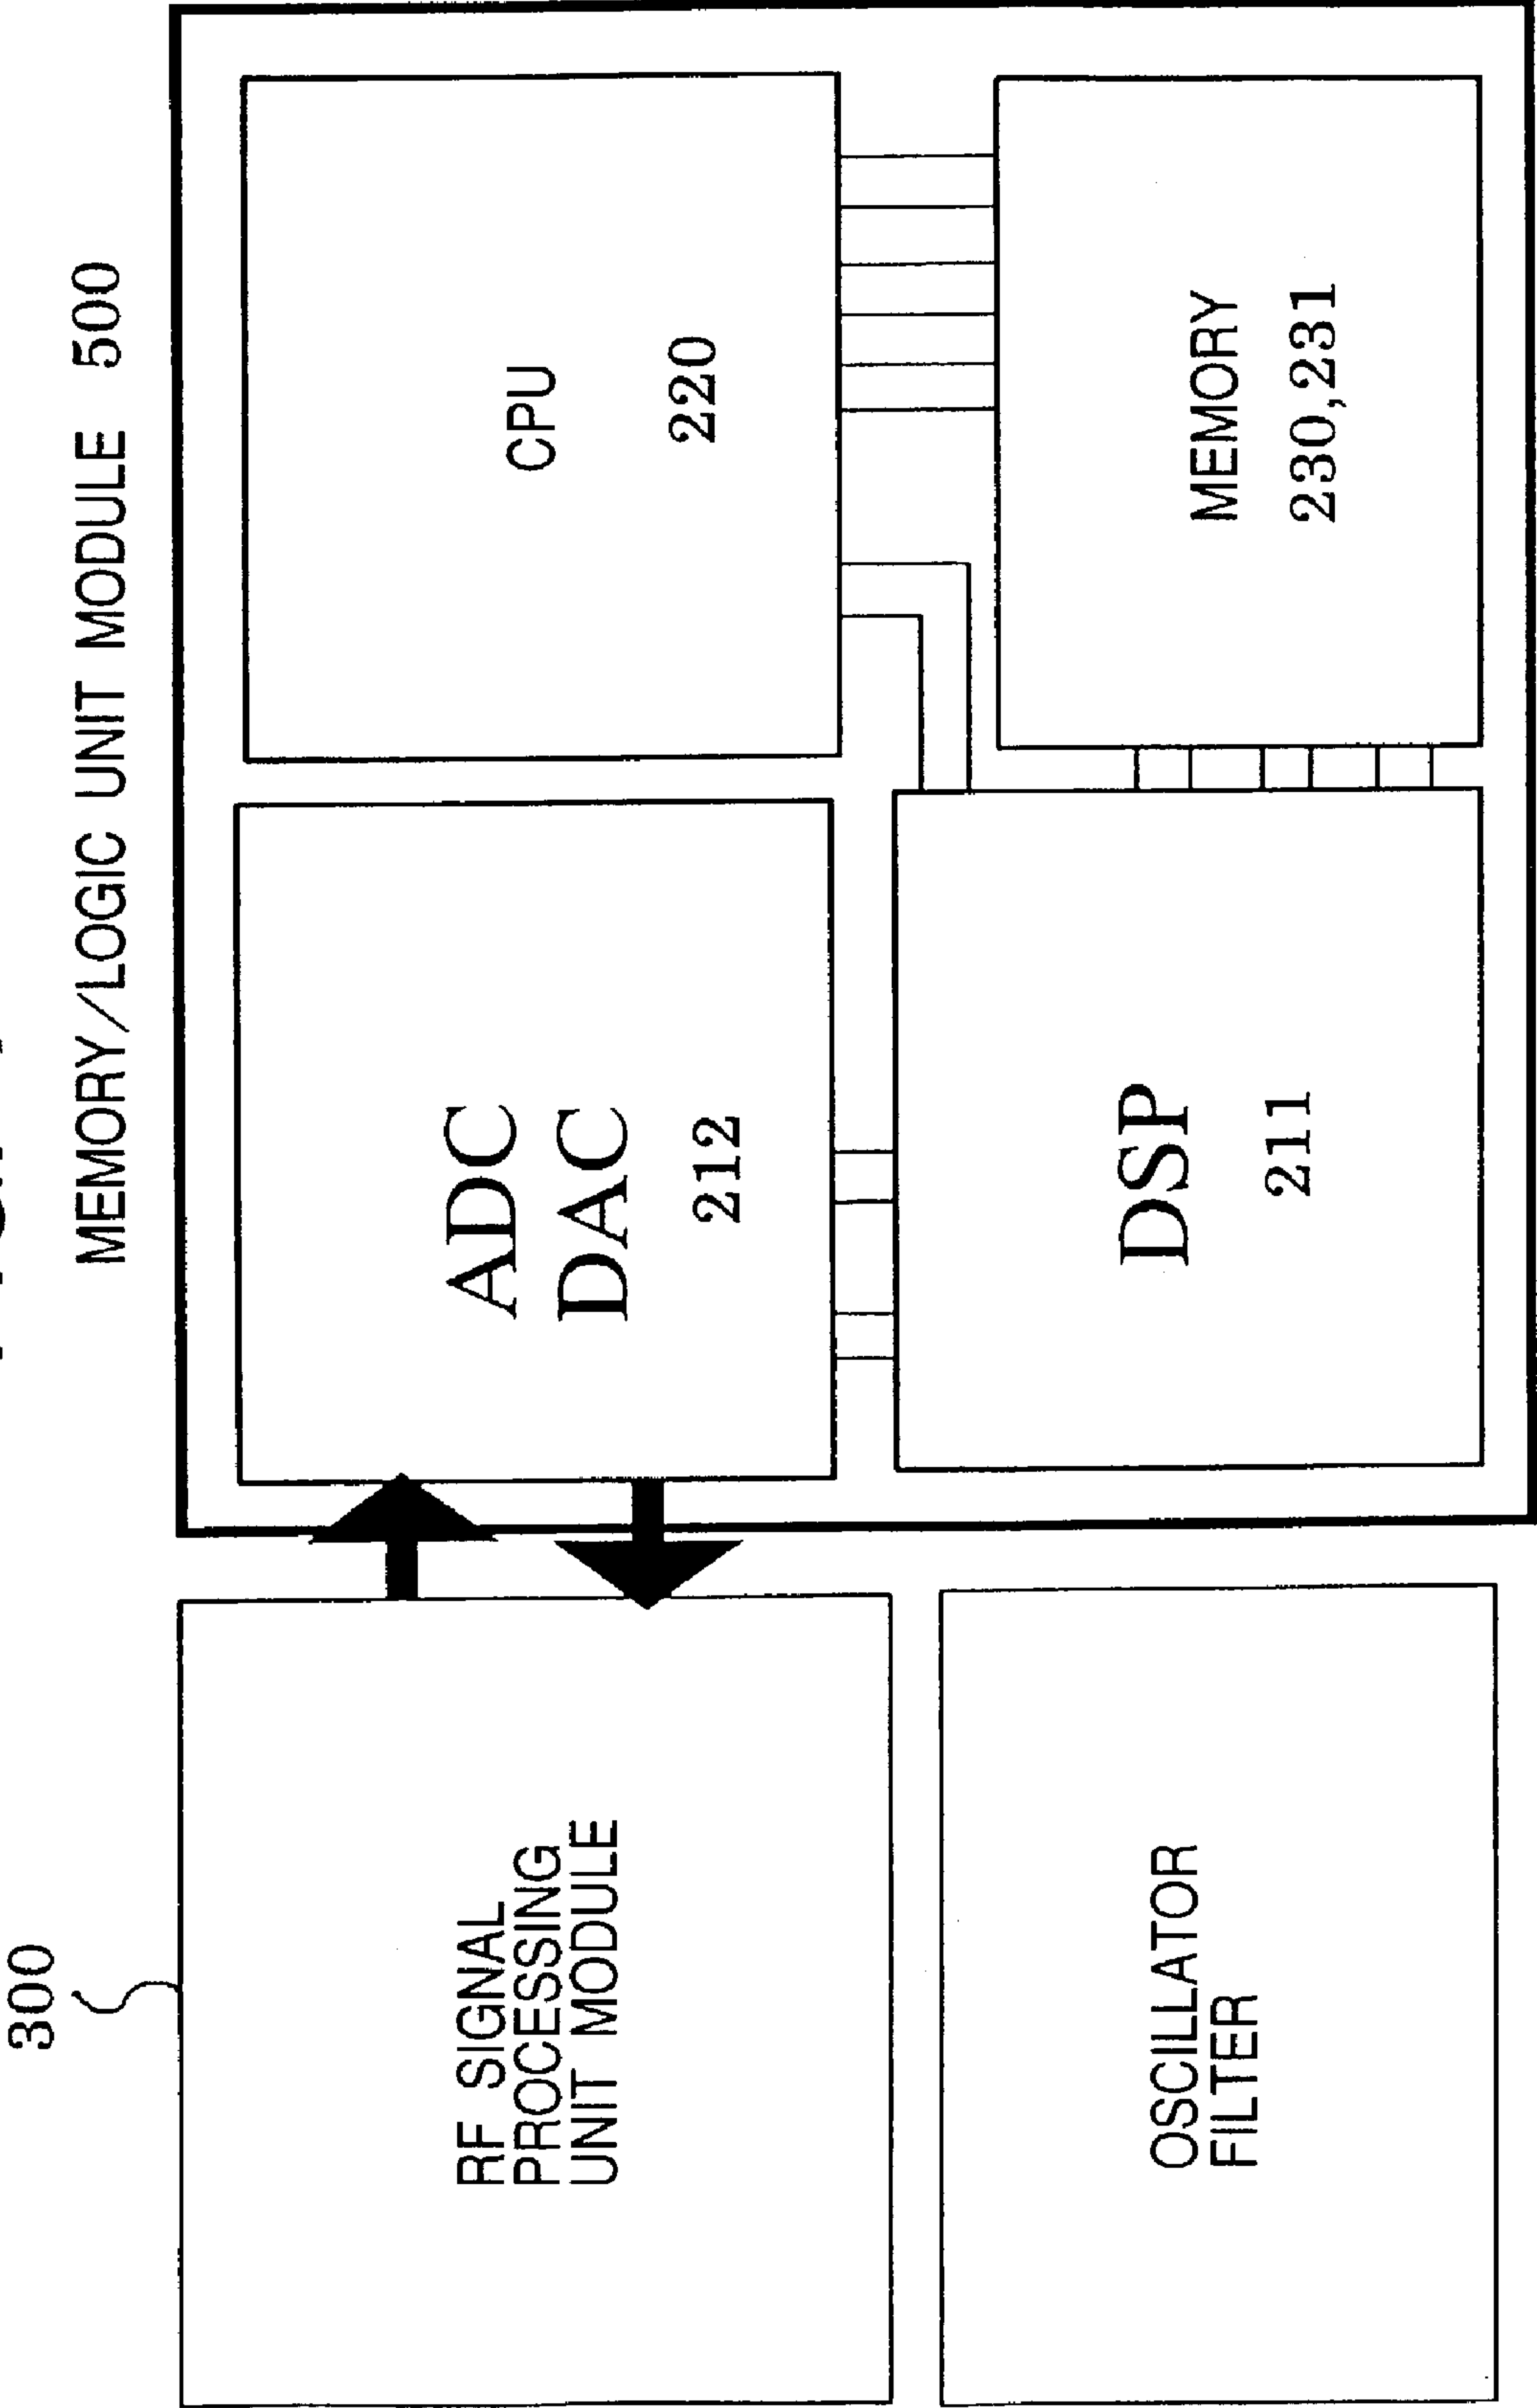 MEMORY/LOGIC UNIT MODULE 500
300
RF SIGNAL
PROCESSING
UNIT MODULE
ADC
DAC
212
CPU
220
OSCILLATOR
FILTER
DSP
211
MEMORY
230,231